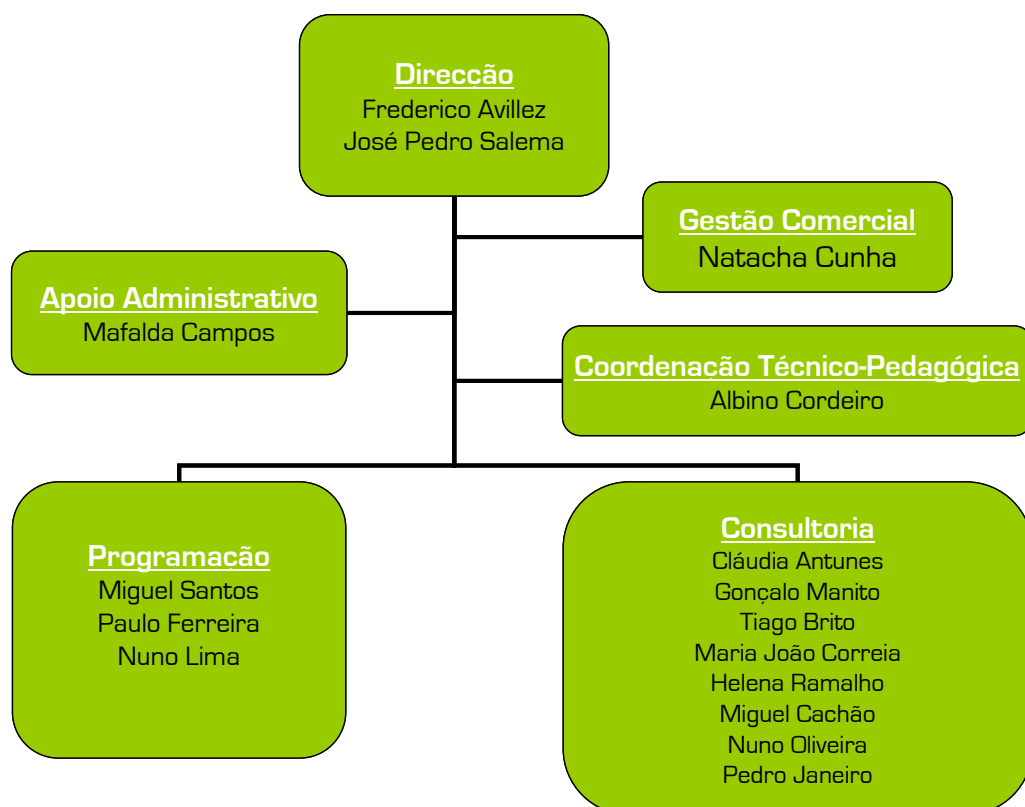 Direcção
Frederico Avillez
José Pedro Salema
Gestão Comercial
Natacha Cunha
Apoio Administrativo
Mafalda Campos
Coordenação Técnico-Pedagógica
Albino Cordeiro
Programação
Miguel Santos
Paulo Ferreira
Nuno Lima
Consultoria
Cláudia Antunes
Gonçalo Manito
Tiago Brito
Maria João Correia
Helena Ramalho
Miguel Cachão
Nuno Oliveira
Pedro Janeiro